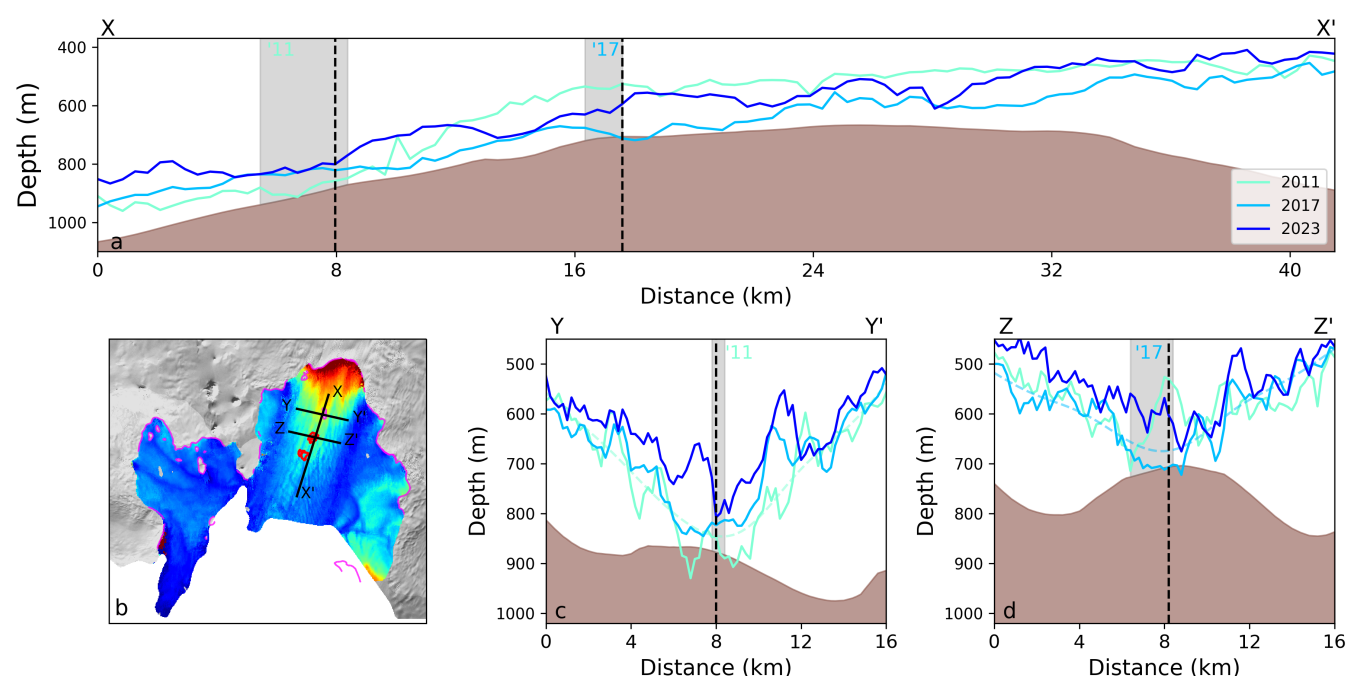 X X'
400
600
800
1000
Depth (m)
'11 '17
2011
2017
2023
a
0 8 16 24 32 40
Distance (km)
X
Y Y'
Z Z'
X'
b
Y Y'
500
600
700
800
900
1000
Depth (m)
'11
c
0 4 8 12 16
Distance (km)
Z Z'
500
600
700
800
900
1000
Depth (m)
'17
d
0 4 8 12 16
Distance (km)